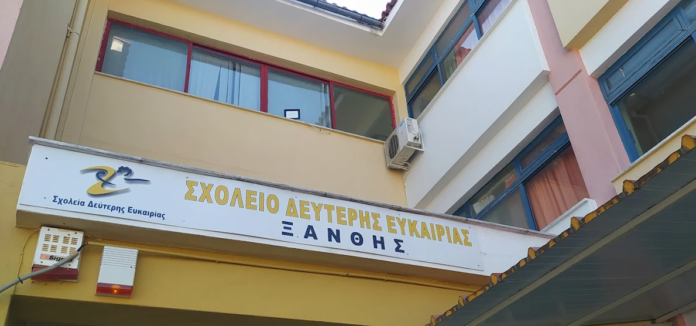 Σχολεία Δεύτερης Ευκαιρίας
ΣΧΟΛΕΙΟ ΔΕΥΤΕΡΗΣ ΕΥΚΑΙΡΙΑΣ
ΞΑΝΘΗΣ